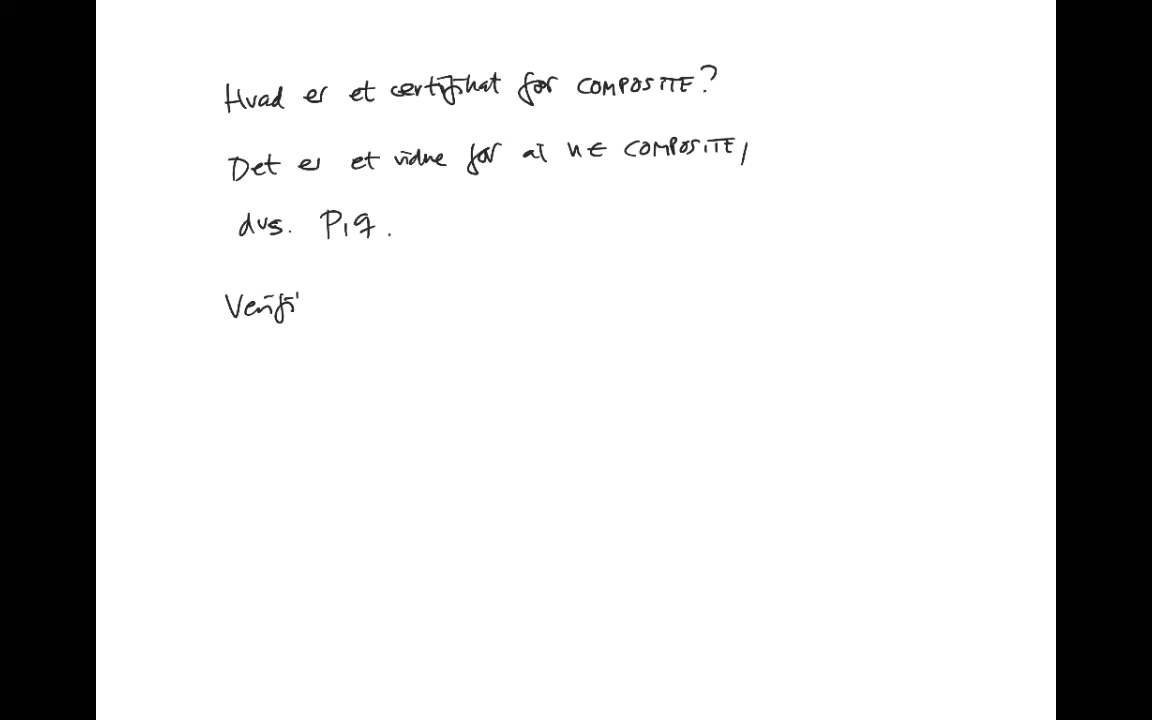 Hvad er et certifikat for COMPOSITE?
Det er et vidne for at n ∈ COMPOSITE,
dvs. P, q.
Verifi